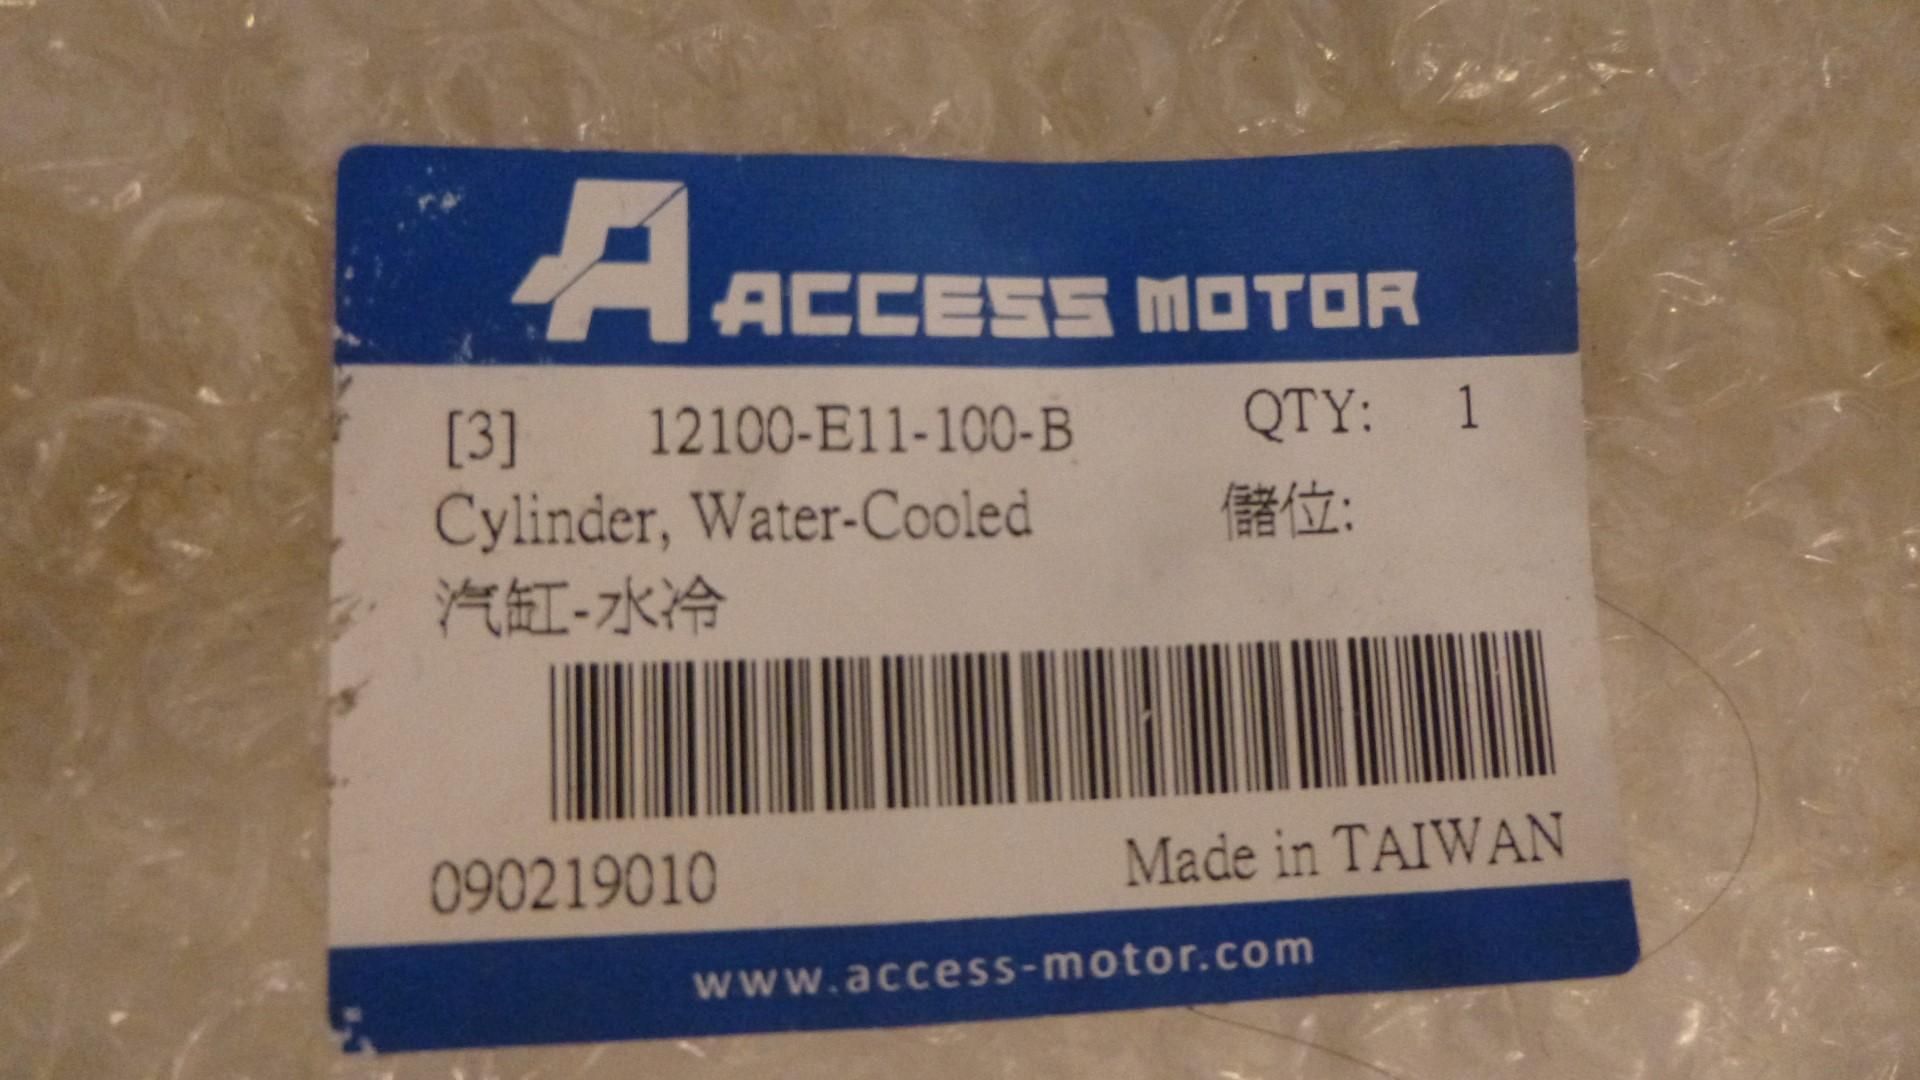 A ACCESS MOTOR
[3] 12100-E11-100-B QTY: 1
Cylinder, Water-Cooled 儲位:
汽缸-水冷
090219010 Made in TAIWAN
www.access-motor.com